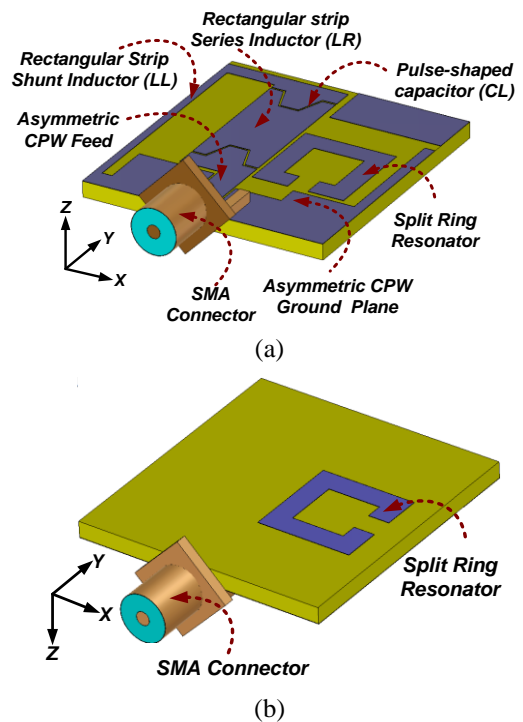 Rectangular strip
Series Inductor (LR)
Rectangular Strip
Shunt Inductor (LL)
Pulse-shaped
capacitor (CL)
Asymmetric
CPW Feed
Z
Y
X
Split Ring
Resonator
SMA
Connector
Asymmetric CPW
Ground Plane
(a)
Y
X
Z
Split Ring
Resonator
SMA Connector
(b)